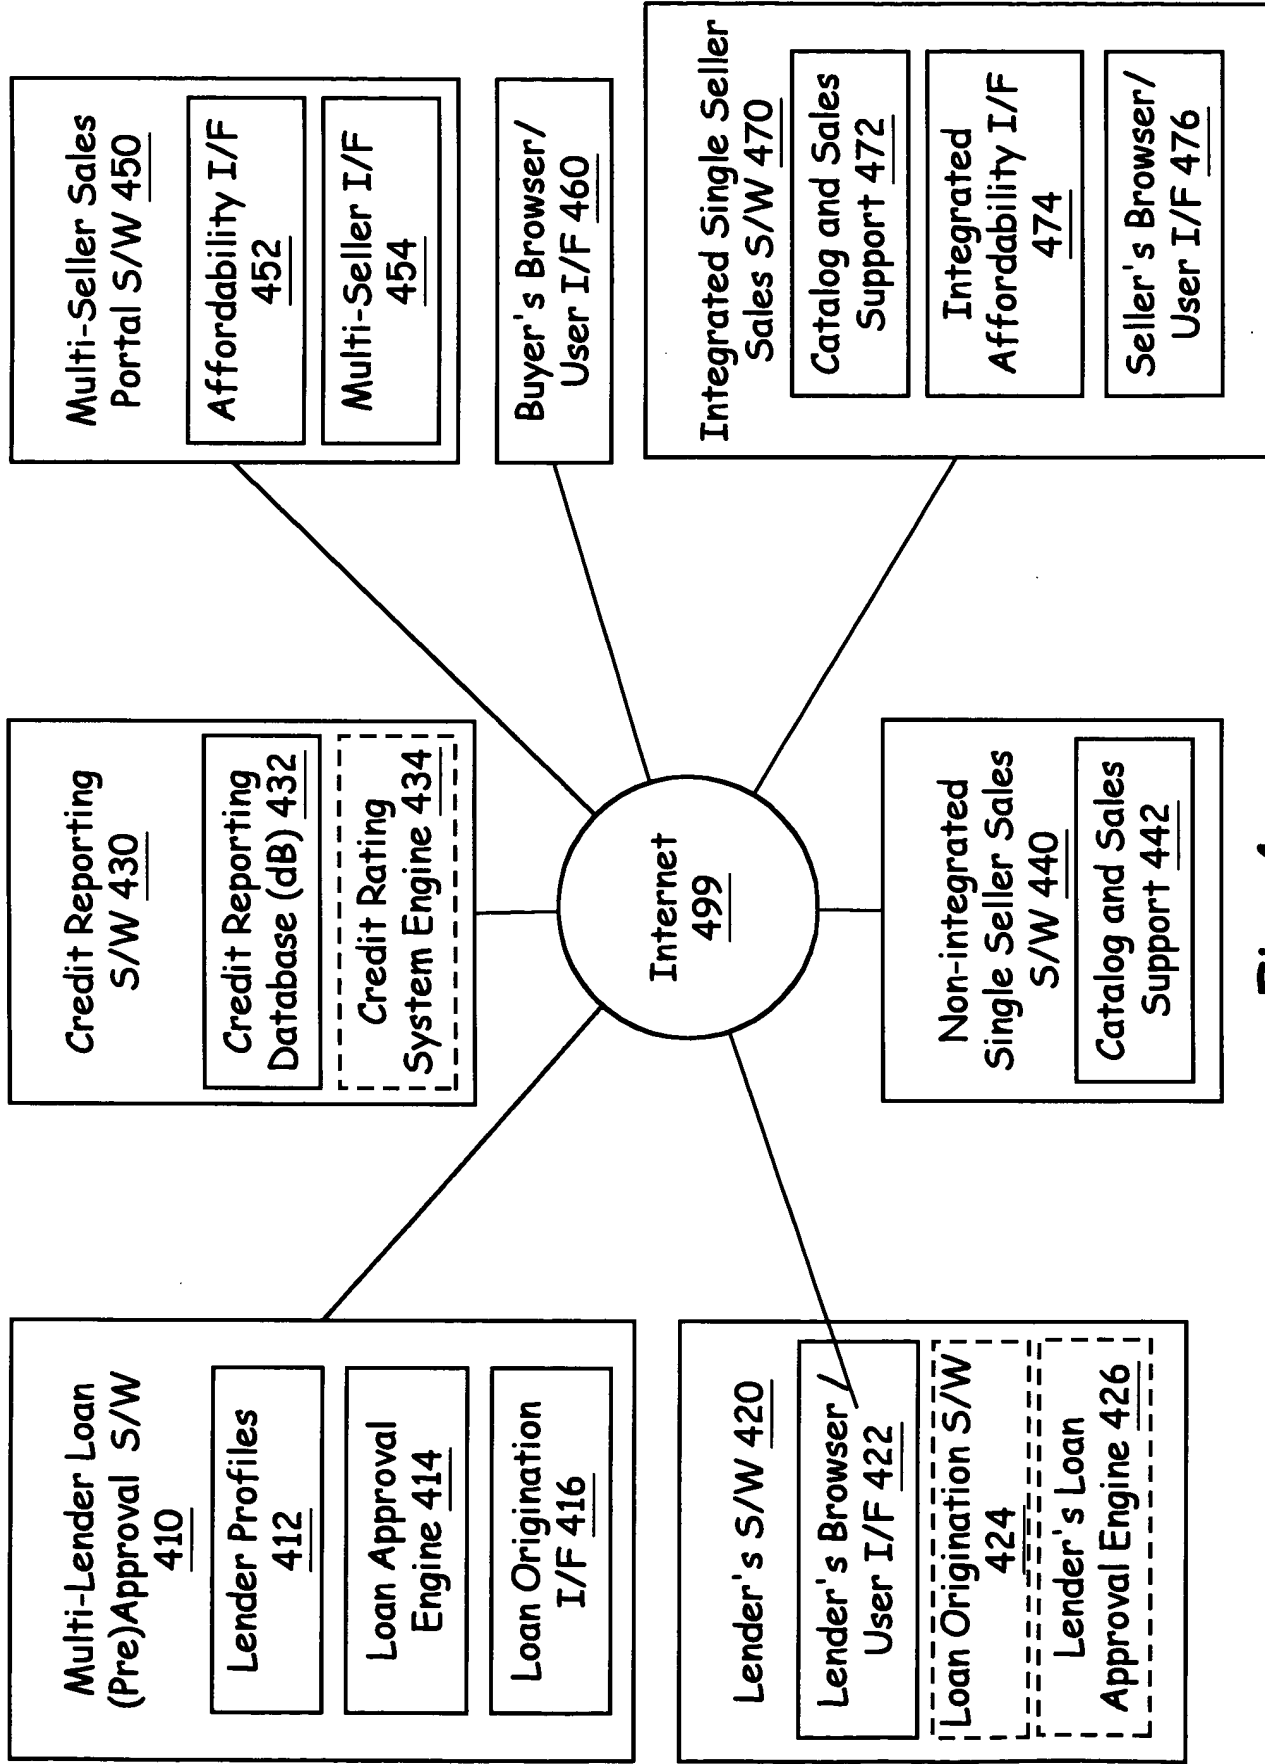 Multi-Lender Loan
(Pre)Approval S/W
410
Lender Profiles
412
Loan Approval
Engine 414
Loan Origination
I/F 416
Credit Reporting
S/W 430
Credit Reporting
Database (dB) 432
Credit Rating
System Engine 434
Multi-Seller Sales
Portal S/W 450
Affordability I/F
452
Multi-Seller I/F
454
Buyer's Browser/
User I/F 460
Internet
499
Lender's S/W 420
Lender's Browser /
User I/F 422
Loan Origination S/W
424
Lender's Loan
Approval Engine 426
Non-integrated
Single Seller Sales
S/W 440
Catalog and Sales
Support 442
Integrated Single Seller
Sales S/W 470
Catalog and Sales
Support 472
Integrated
Affordability I/F
474
Seller's Browser/
User I/F 476